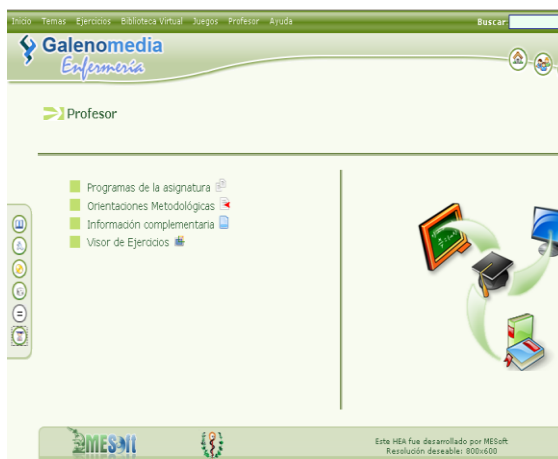 Inicio Temas Ejercicios Biblioteca Virtual Juegos Profesor Ayuda Buscar
Galenomedia
Enfermería
Profesor
Programas de la asignatura
Orientaciones Metodológicas
Información complementaria
Visor de Ejercicios
MESoft
Este HEA fue desarrollado por MESoft
Resolución deseable: 800x600